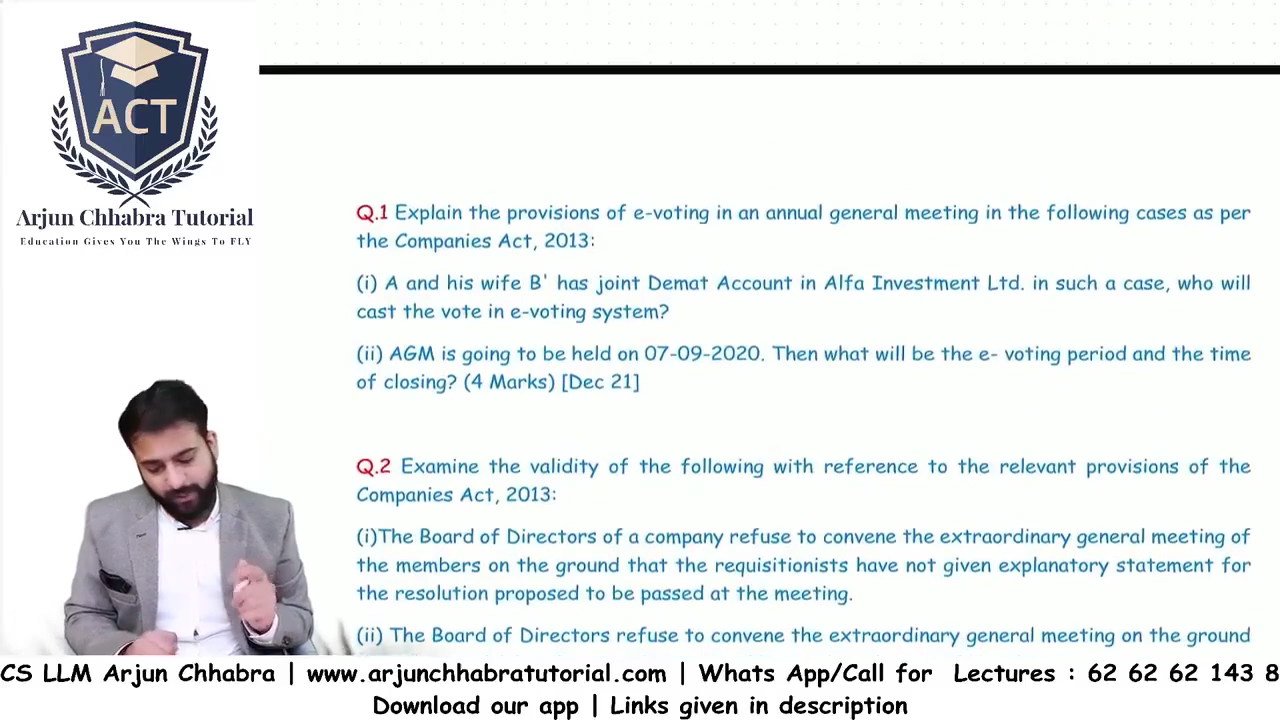 ACT
Arjun Chhabra Tutorial
Education Gives You The Wings To FLY
Q.1 Explain the provisions of e-voting in an annual general meeting in the following cases as per
the Companies Act, 2013:
(i) A and his wife B' has joint Demat Account in Alfa Investment Ltd. in such a case, who will
cast the vote in e-voting system?
(ii) AGM is going to be held on 07-09-2020. Then what will be the e- voting period and the time
of closing? (4 Marks) [Dec 21]
Q.2 Examine the validity of the following with reference to the relevant provisions of the
Companies Act, 2013:
(i)The Board of Directors of a company refuse to convene the extraordinary general meeting of
the members on the ground that the requisitionists have not given explanatory statement for
the resolution proposed to be passed at the meeting.
(ii) The Board of Directors refuse to convene the extraordinary general meeting on the ground
CS LLM Arjun Chhabra | www.arjunchhabratutorial.com | Whats App/Call for Lectures : 62 62 62 143 8
Download our app | Links given in description